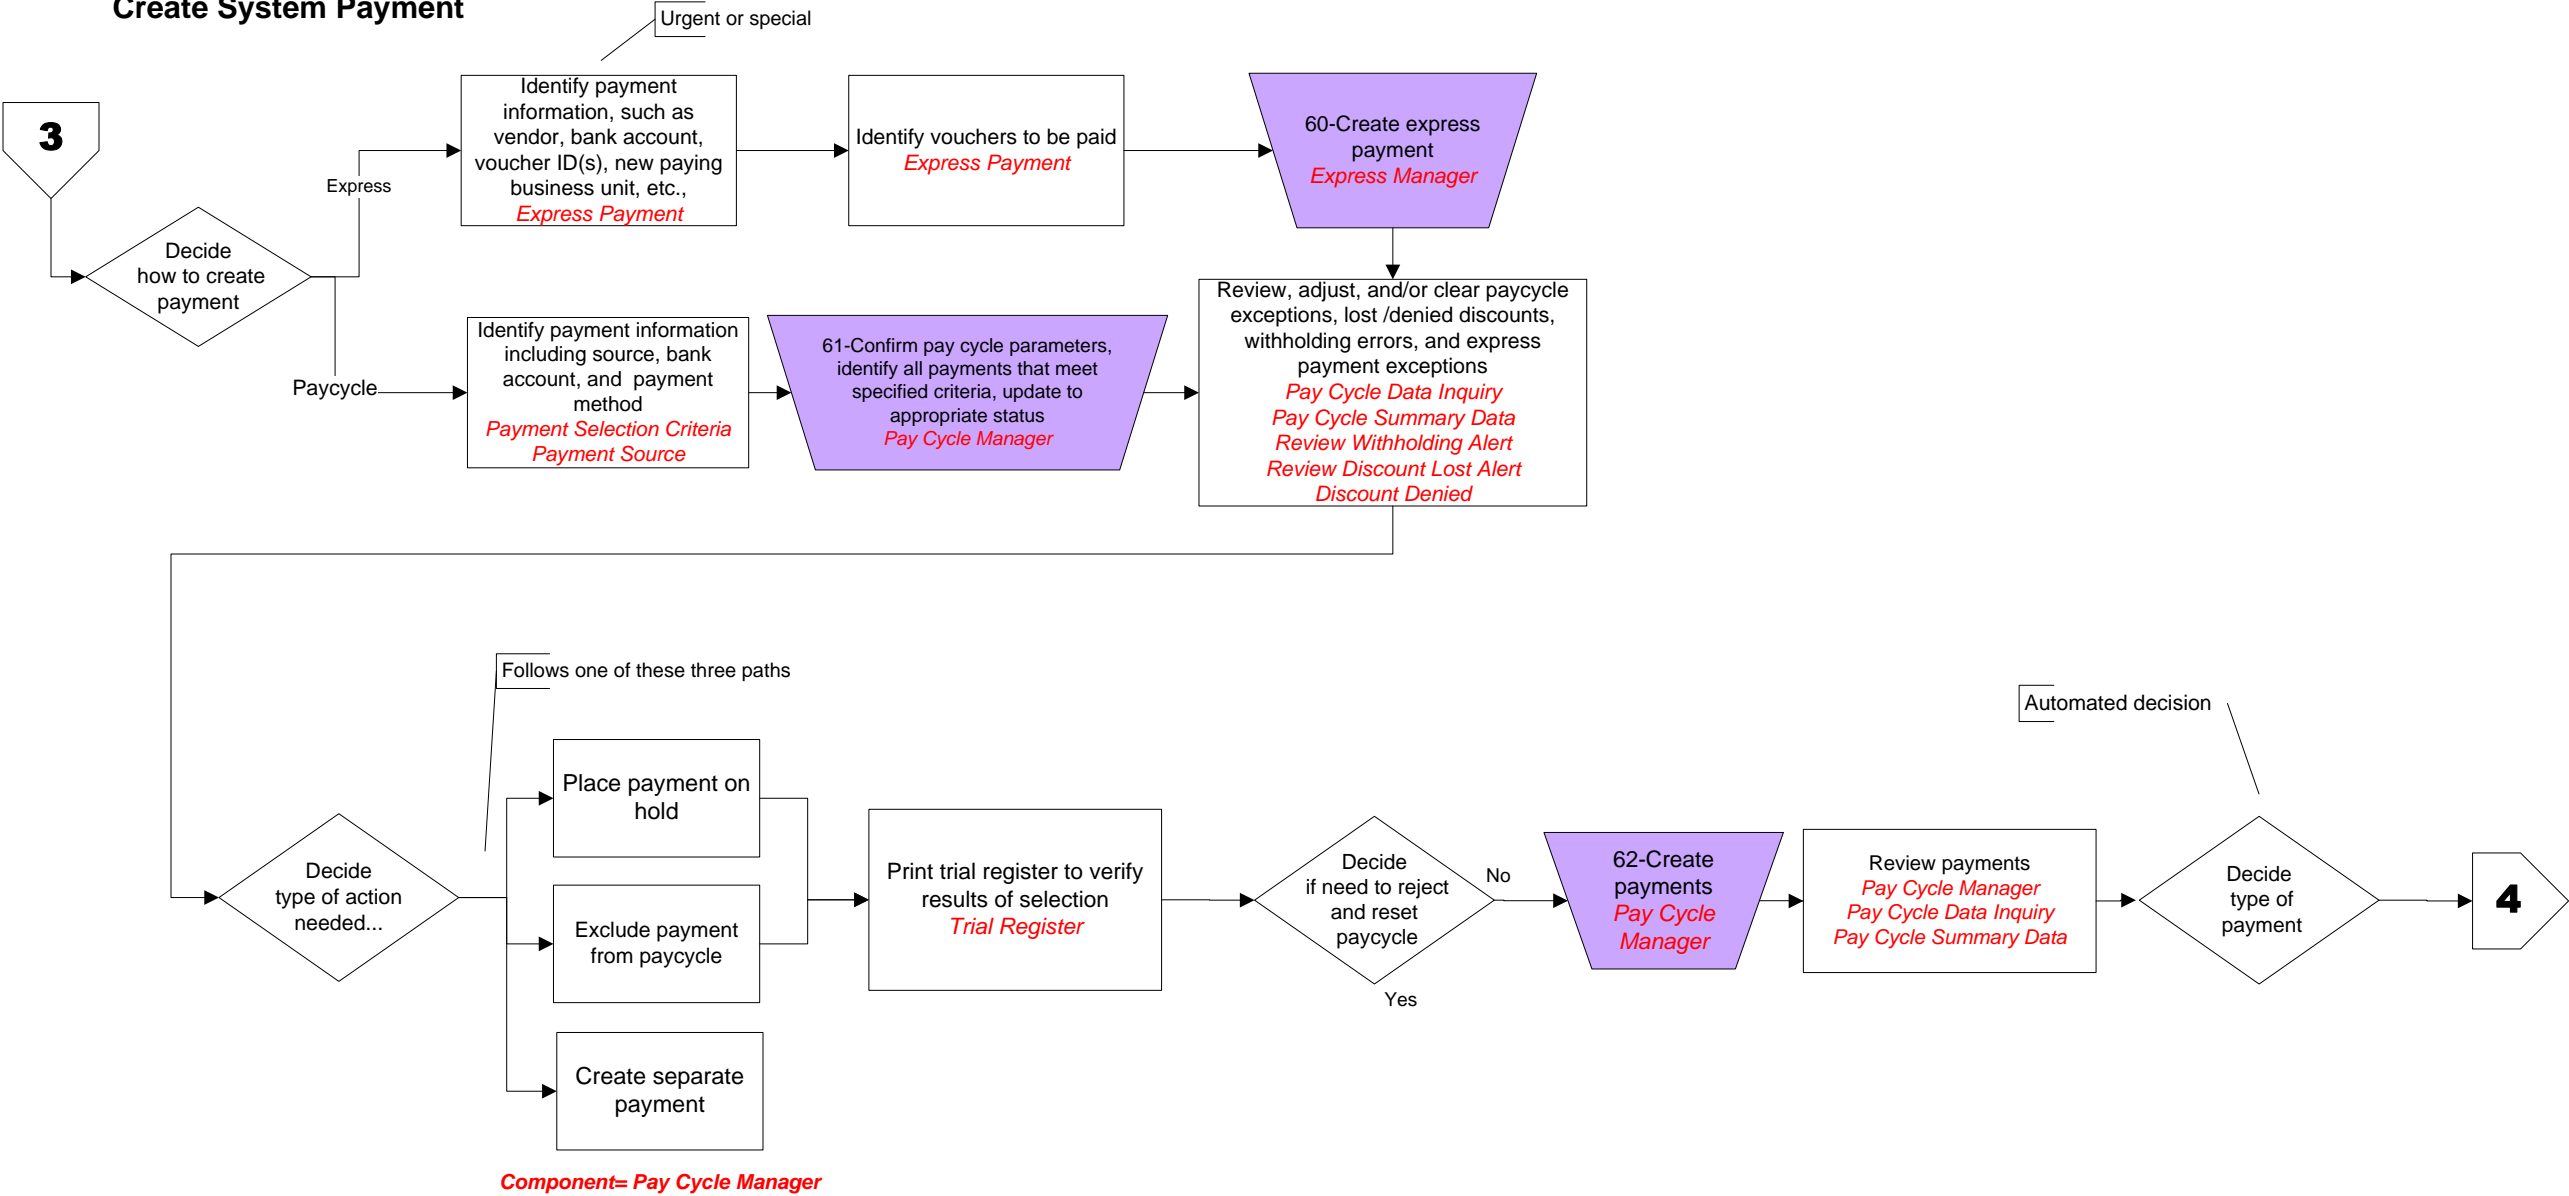 Create System Payment
Urgent or special
3
Decide
how to create
payment
Express
Paycycle
Identify payment
information, such as
vendor, bank account,
voucher ID(s), new paying
business unit, etc.,
Express Payment
Identify vouchers to be paid
Express Payment
60-Create express
payment
Express Manager
Identify payment information
including source, bank
account, and payment
method
Payment Selection Criteria
Payment Source
61-Confirm pay cycle parameters,
identify all payments that meet
specified criteria, update to
appropriate status
Pay Cycle Manager
Review, adjust, and/or clear paycycle
exceptions, lost /denied discounts,
withholding errors, and express
payment exceptions
Pay Cycle Data Inquiry
Pay Cycle Summary Data
Review Withholding Alert
Review Discount Lost Alert
Discount Denied
Follows one of these three paths
Decide
type of action
needed...
Place payment on
hold
Exclude payment
from paycycle
Create separate
payment
Component= Pay Cycle Manager
Print trial register to verify
results of selection
Trial Register
Decide
if need to reject
and reset
paycycle
No
Yes
62-Create
payments
Pay Cycle
Manager
Review payments
Pay Cycle Manager
Pay Cycle Data Inquiry
Pay Cycle Summary Data
Automated decision
Decide
type of
payment
4